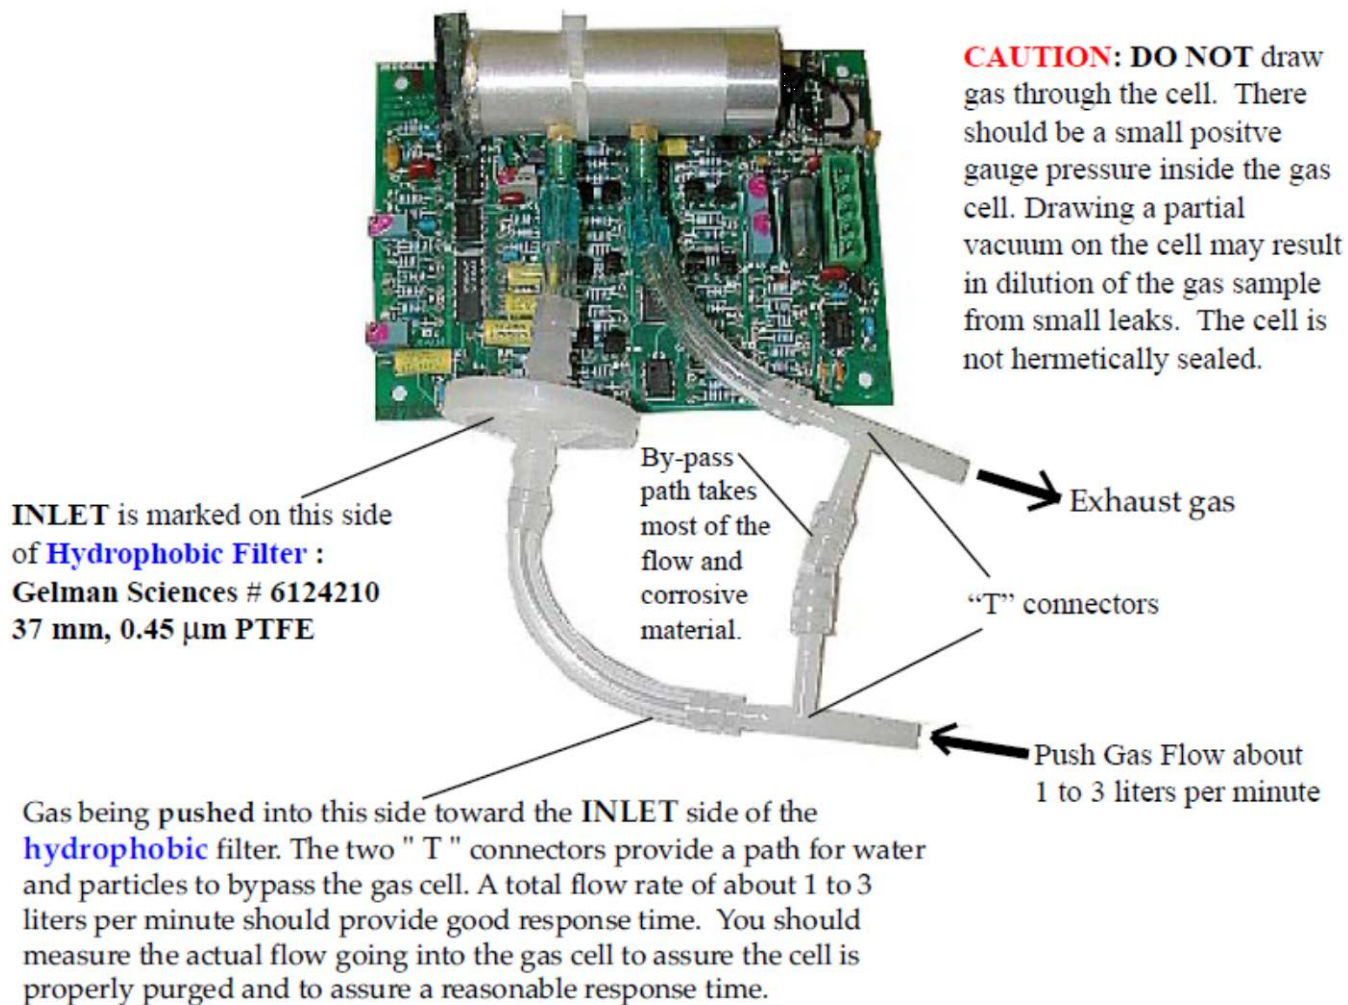 CAUTION: DO NOT draw
gas through the cell.  There
should be a small positve
gauge pressure inside the gas
cell. Drawing a partial
vacuum on the cell may result
in dilution of the gas sample
from small leaks.  The cell is
not hermetically sealed.
INLET is marked on this side
of Hydrophobic Filter :
Gelman Sciences # 6124210
37 mm, 0.45 µm PTFE
By-pass
path takes
most of the
flow and
corrosive
material.
Exhaust gas
“T” connectors
Push Gas Flow about
1 to 3 liters per minute
Gas being pushed into this side toward the INLET side of the
hydrophobic filter. The two " T " connectors provide a path for water
and particles to bypass the gas cell. A total flow rate of about 1 to 3
liters per minute should provide good response time.  You should
measure the actual flow going into the gas cell to assure the cell is
properly purged and to assure a reasonable response time.